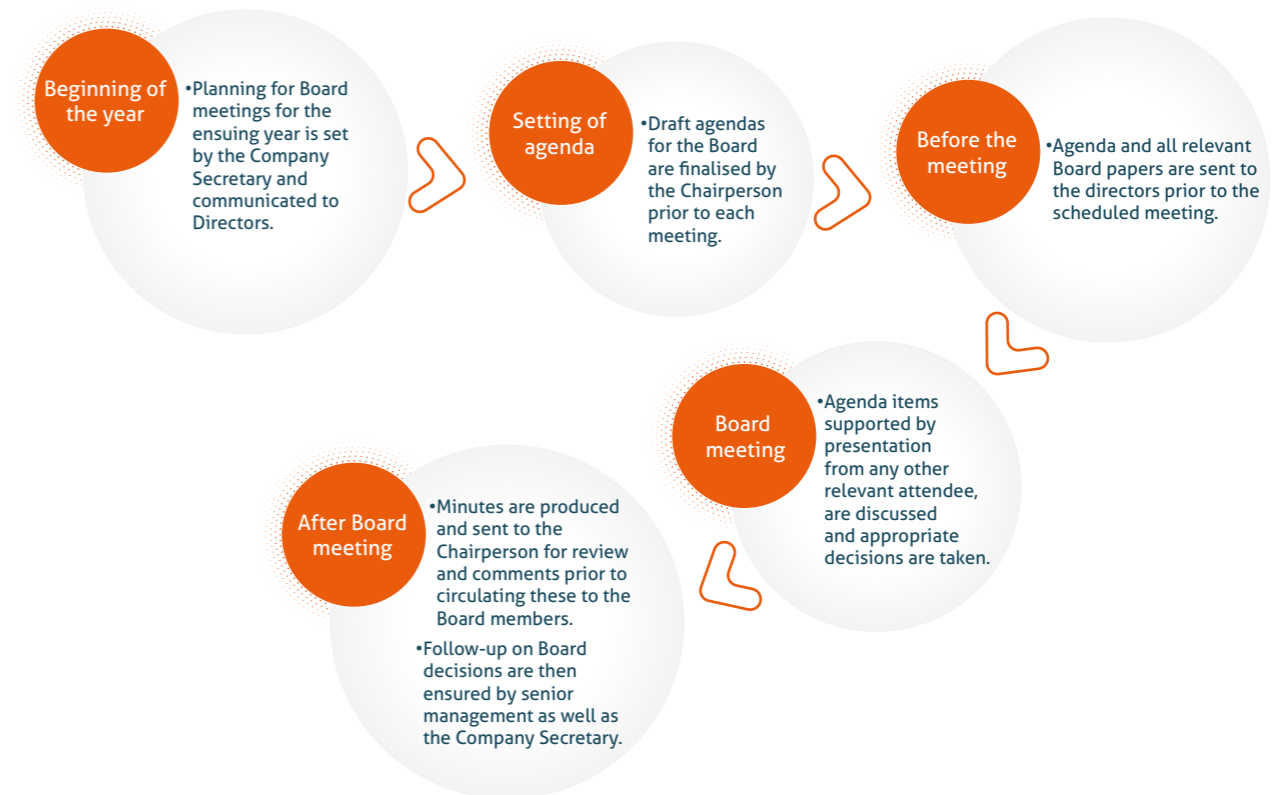 Beginning of
the year
•Planning for Board
meetings for the
ensuing year is set
by the Company
Secretary and
communicated to
Directors.
Setting of
agenda
•Draft agendas
for the Board
are finalised by
the Chairperson
prior to each
meeting.
Before the
meeting
•Agenda and all relevant
Board papers are sent to
the directors prior to the
scheduled meeting.
Board
meeting
•Agenda items
supported by
presentation
from any other
relevant attendee,
are discussed
and appropriate
decisions are taken.
After Board
meeting
•Minutes are produced
and sent to the
Chairperson for review
and comments prior to
circulating these to the
Board members.
•Follow-up on Board
decisions are then
ensured by senior
management as well as
the Company Secretary.